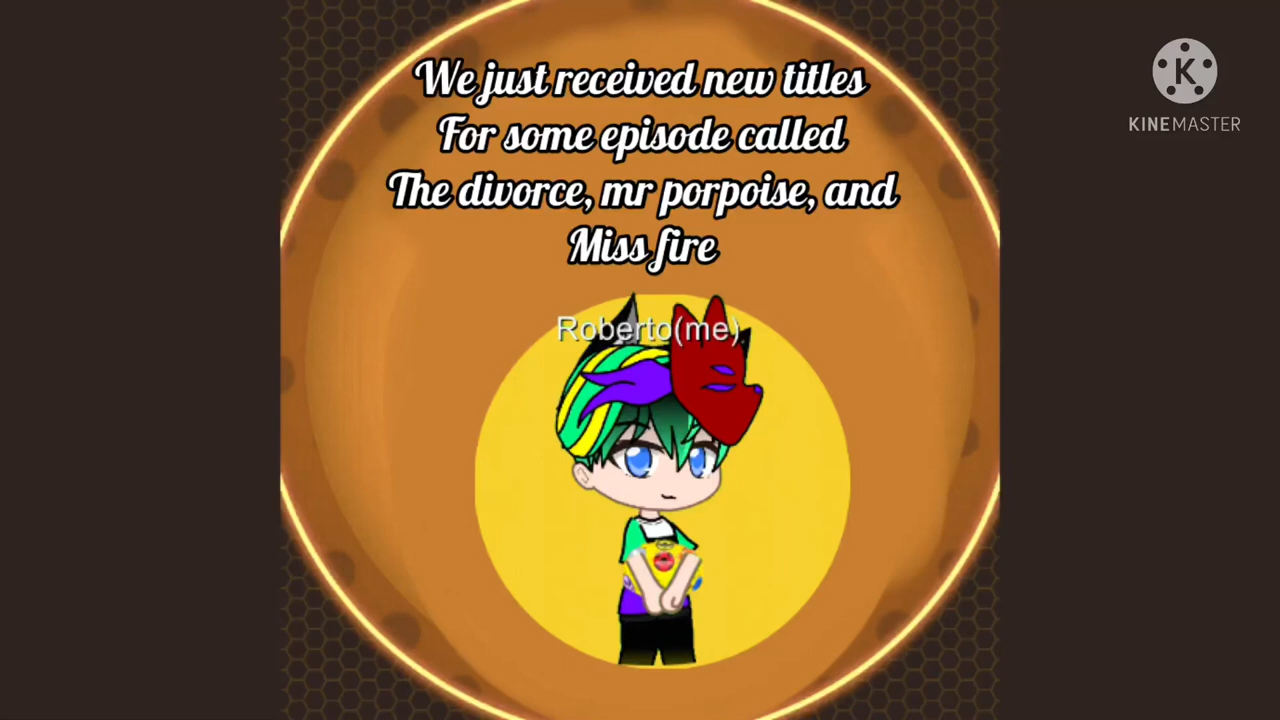 We just received new titles
For some episode called
The divorce, mr porpoise, and
Miss fire
Roberto(me)
K
KINEMASTER